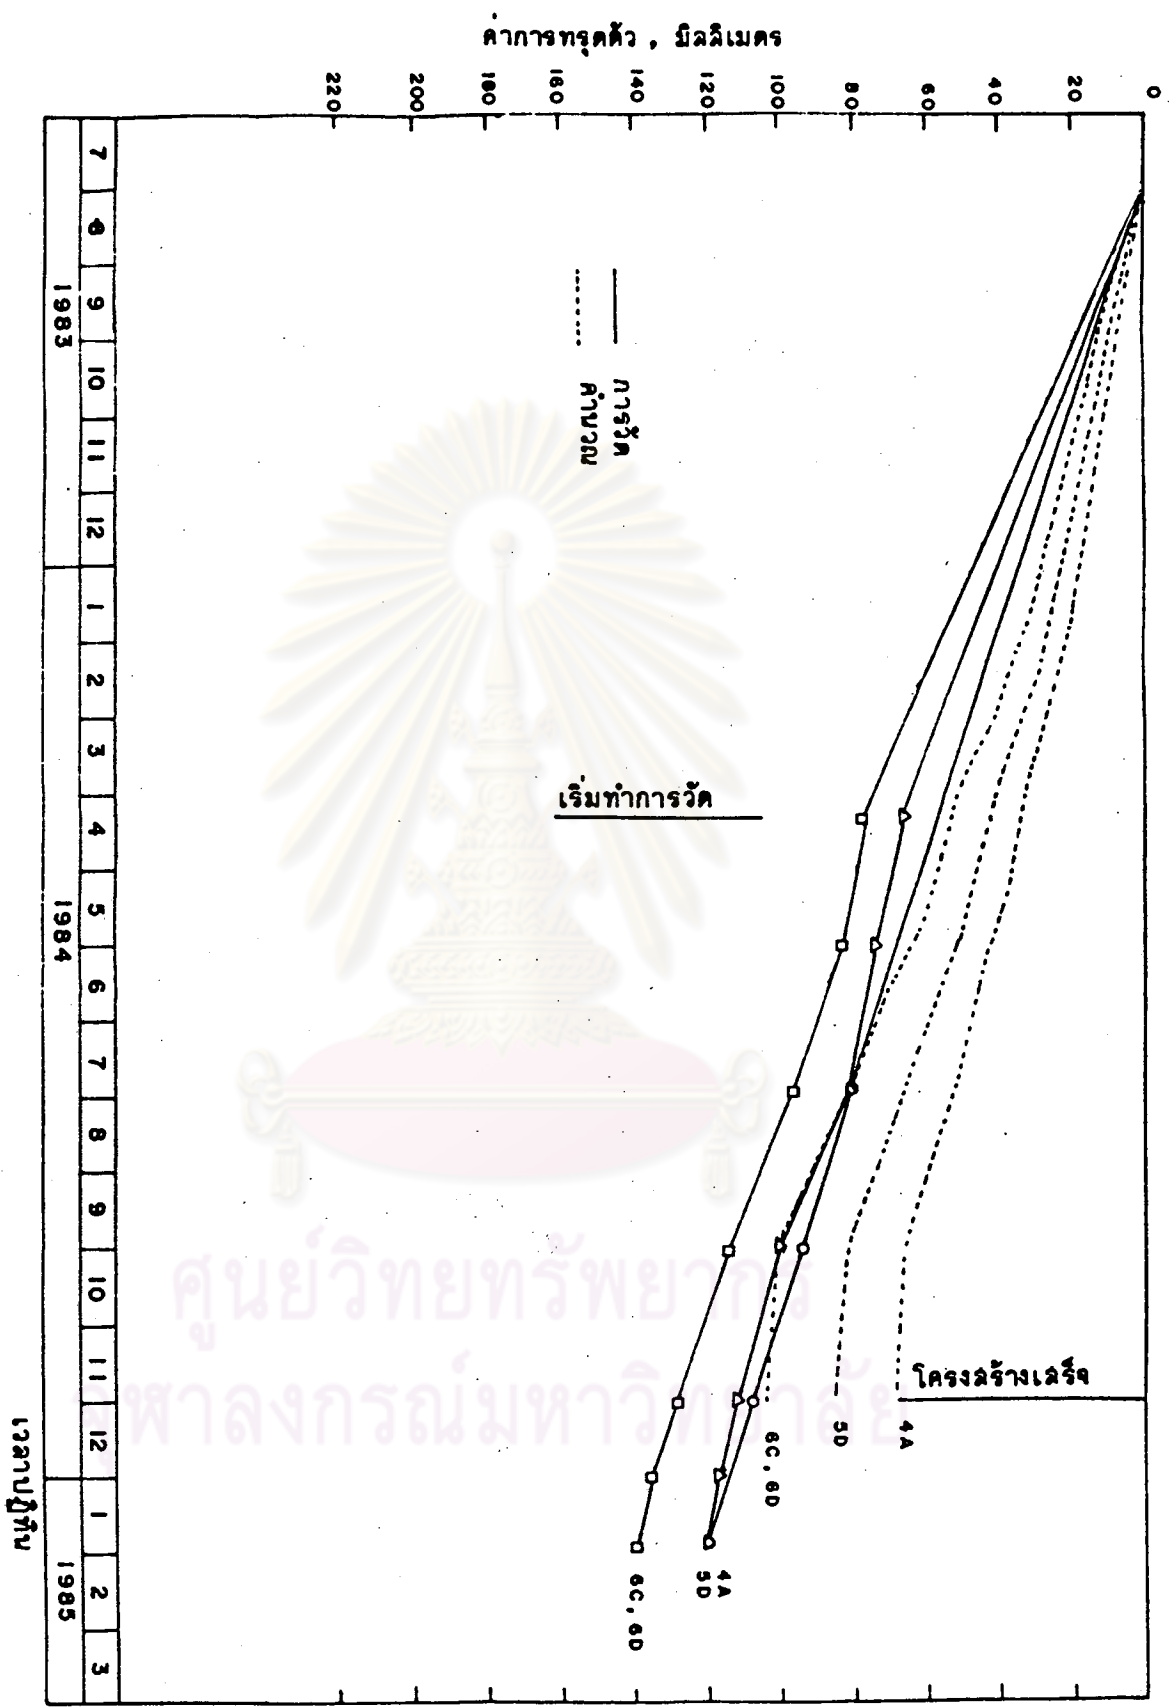 ค่าการทรุดตัว , มิลลิเมตร
0 20 40 60 80 100 120 140 160 176 180 200 220
การวัด
คำนวณ
เริ่มทำการวัด
โครงสร้างเสร็จ
4A
5D
6C, 6D
4A
5D
6C, 6D
7 8 9 10 11 12 1 2 3 4 5 6 7 8 9 10 11 12 1 2 3
1983 1984 1985
เวลาปฏิทิน
ศูนย์วิทยทรัพยากร
จุฬาลงกรณ์มหาวิทยาลัย